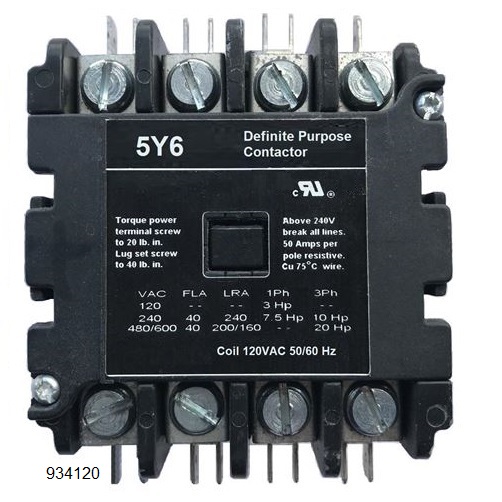 5Y6
Definite Purpose
Contactor
c RU ®
Torque power
terminal screw
to 20 lb. in.
Lug set screw
to 40 lb. in.
Above 240V
break all lines.
50 Amps per
pole resistive.
Cu 75°C wire.
VAC FLA LRA 1Ph 3Ph
120 -- -- 3 Hp --
240 40 240 7.5 Hp 10 Hp
480/600 40 200/160 -- 20 Hp
Coil 120VAC 50/60 Hz
934120